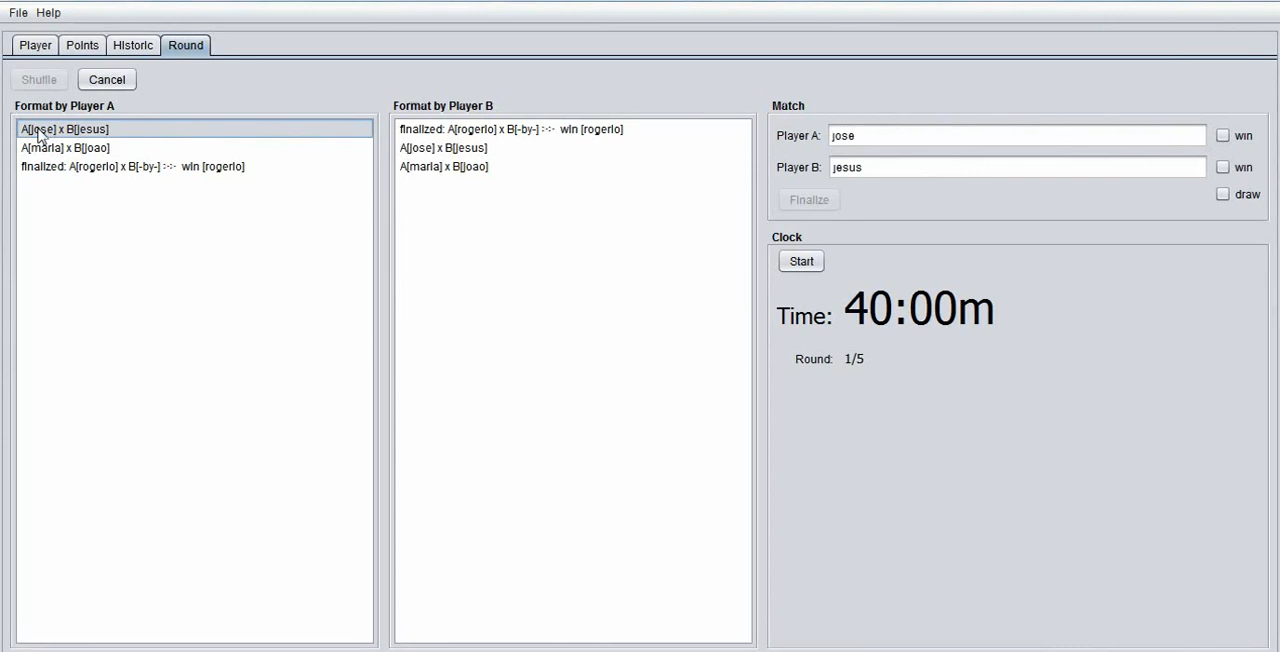 File Help
Player Points Historic Round
Shuffle Cancel
Format by Player A
A[jose] x B[jesus]
A[maria] x B[joao]
finalized: A[rogerio] x B[-by-] :-:- win [rogerio]
Format by Player B
finalized: A[rogerio] x B[-by-] :-:- win [rogerio]
A[jose] x B[jesus]
A[maria] x B[joao]
Match
Player A: jose win
Player B: jesus win
Finalize draw
Clock
Start
Time: 40:00m
Round: 1/5